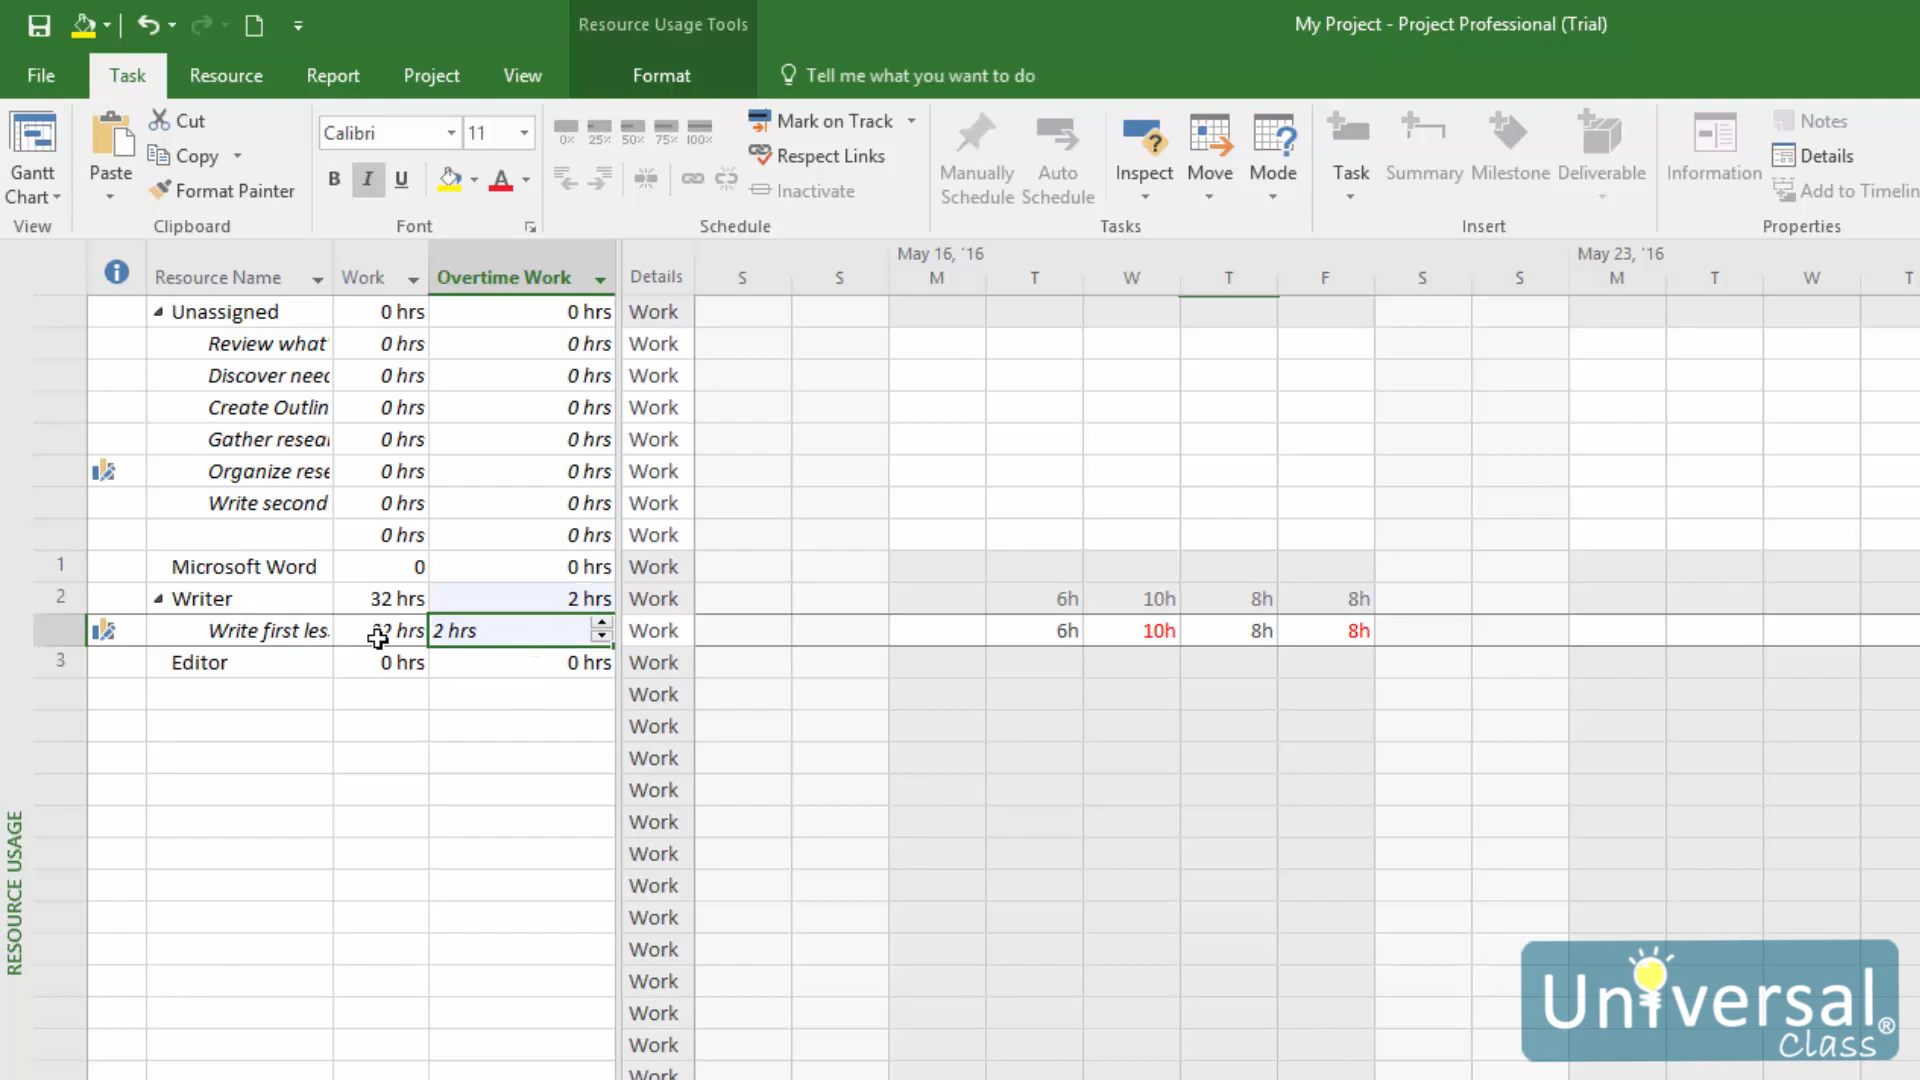 Resource Usage Tools
My Project - Project Professional (Trial)
File Task Resource Report Project View Format Tell me what you want to do
Gantt Chart
View
Paste
Cut
Copy
Format Painter
Clipboard
Calibri 11
B I U A
Font
0% 25% 50% 75% 100%
Mark on Track
Respect Links
Inactivate
Schedule
Manually Schedule
Auto Schedule
Inspect
Move
Mode
Tasks
Task
Summary
Milestone
Deliverable
Insert
Information
Notes
Details
Add to Timelin
Properties
May 16, '16 May 23, '16
Resource Name Work Overtime Work Details S S M T W T F S S M T W T
Unassigned 0 hrs 0 hrs Work
Review what' 0 hrs 0 hrs Work
Discover need 0 hrs 0 hrs Work
Create Outlin 0 hrs 0 hrs Work
Gather resear 0 hrs 0 hrs Work
Organize rese 0 hrs 0 hrs Work
Write second 0 hrs 0 hrs Work
0 hrs 0 hrs Work
1 Microsoft Word 0 0 hrs Work
2 Writer 32 hrs 2 hrs Work 6h 10h 8h 8h
Write first les. hrs 2 hrs Work 6h 10h 8h 8h
3 Editor 0 hrs 0 hrs Work
Work
Work
Work
Work
Work
Work
Work
Work
Work
Work
Work
Work
Work
RESOURCE USAGE
Universal
Class®